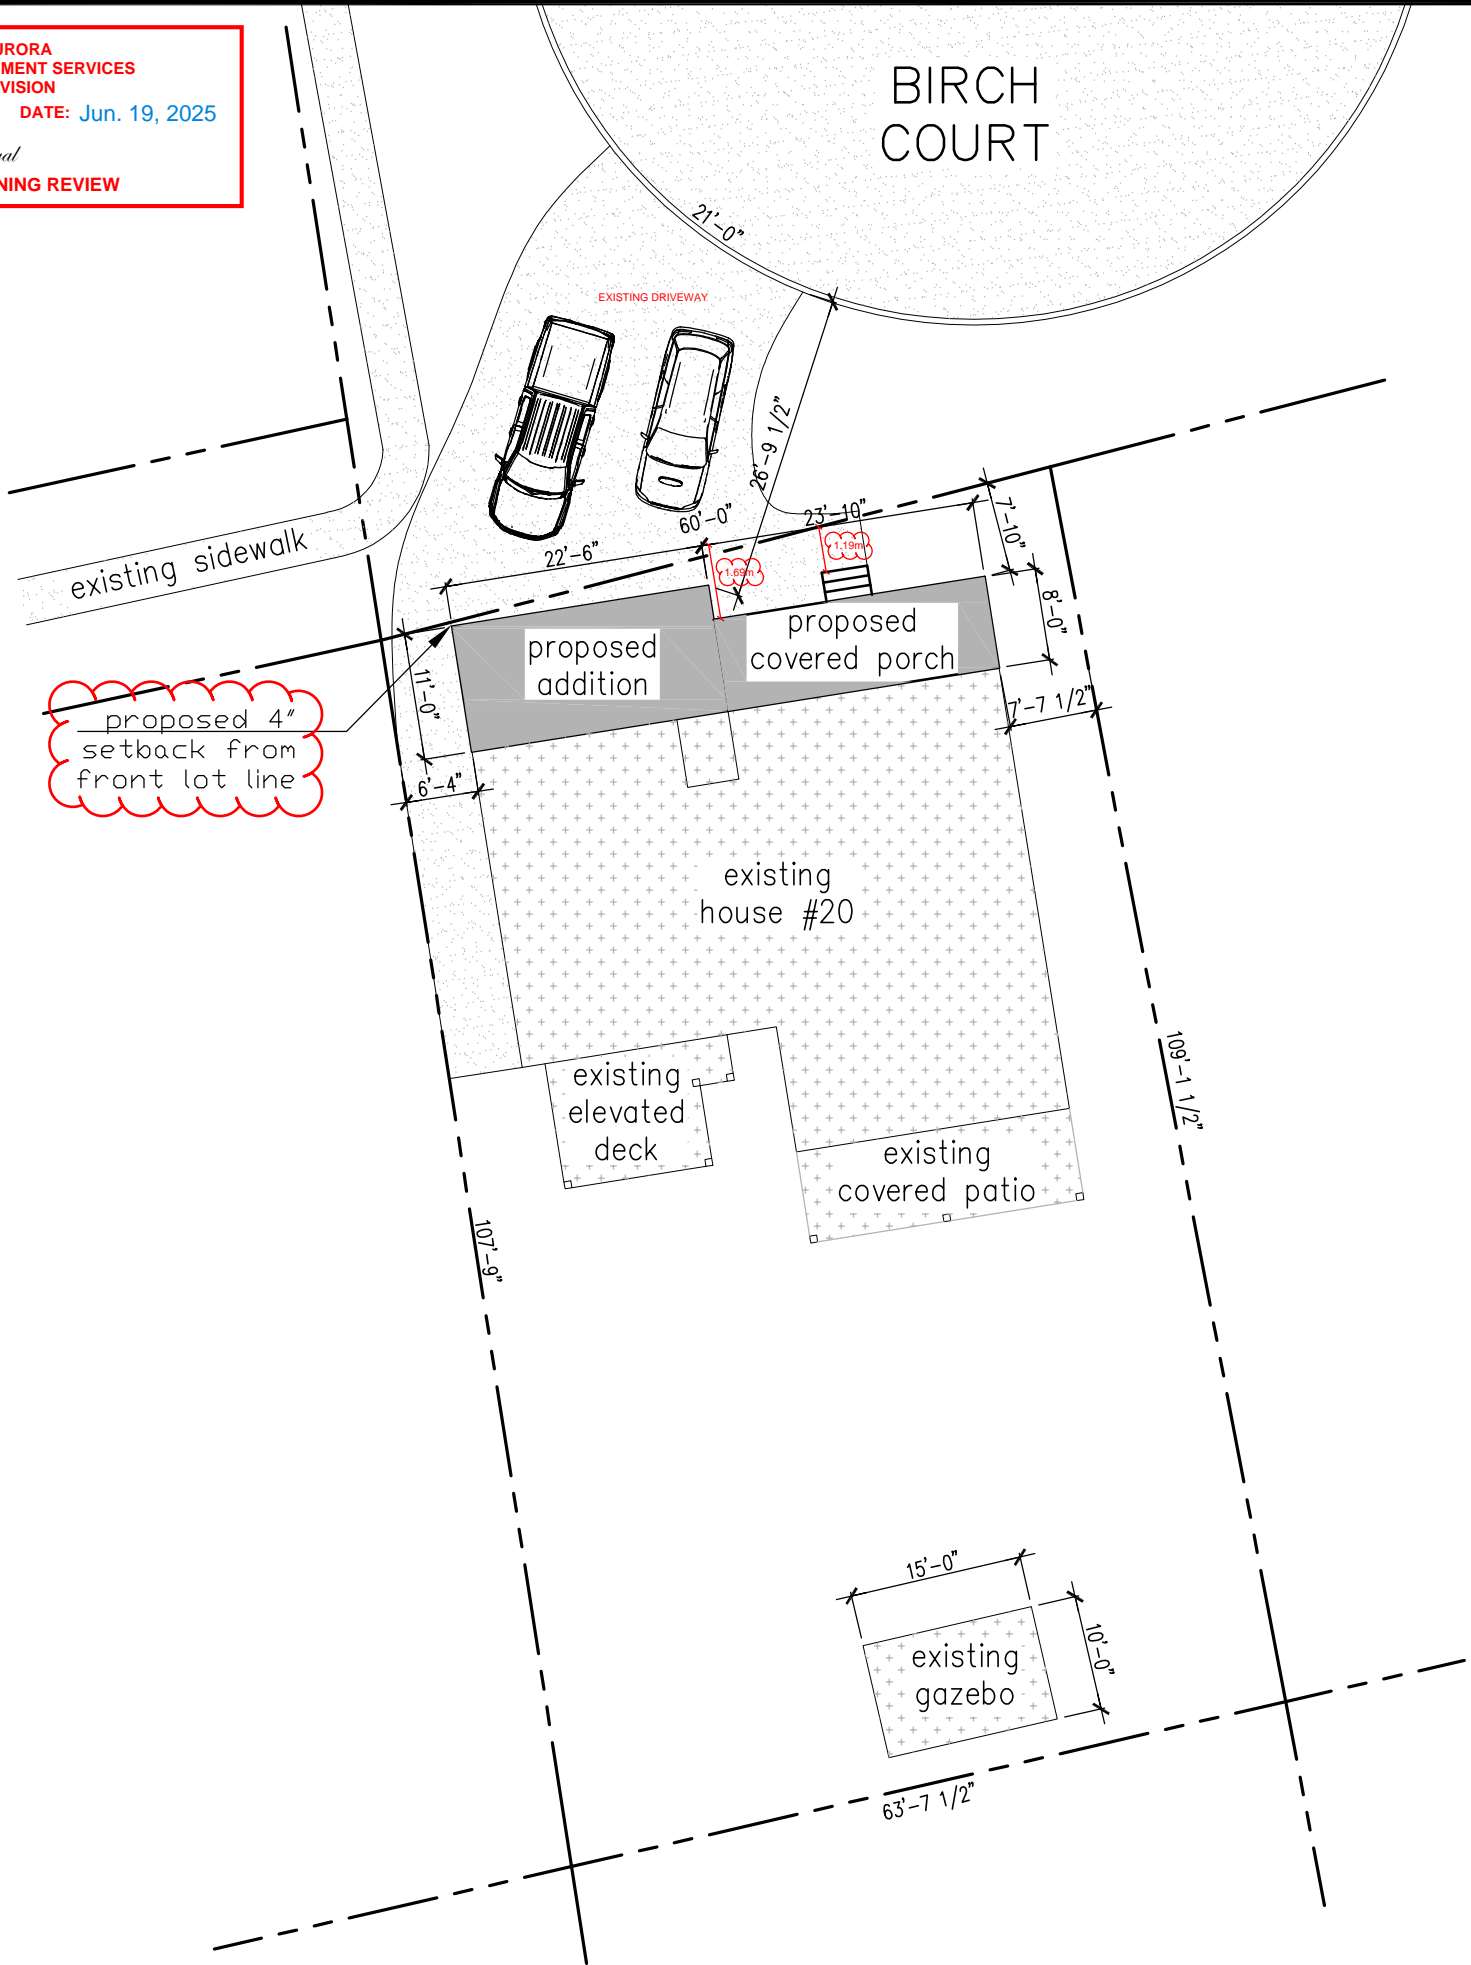 URORA
MENT SERVICES
VISION
DATE: Jun. 19, 2025
NING REVIEW
BIRCH
COURT
21'-0"
EXISTING DRIVEWAY
26'-9 1/2"
60'-0"
23'-10"
22'-6"
7'-10"
1.19m
1.69m
8'-0"
existing sidewalk
proposed
addition
proposed
covered porch
11'-0"
7'-7 1/2"
proposed 4"
setback from
front lot line
6'-4"
existing
house #20
109'-1 1/2"
existing
elevated
deck
existing
covered patio
107'-9"
15'-0"
10'-0"
existing
gazebo
63'-7 1/2"